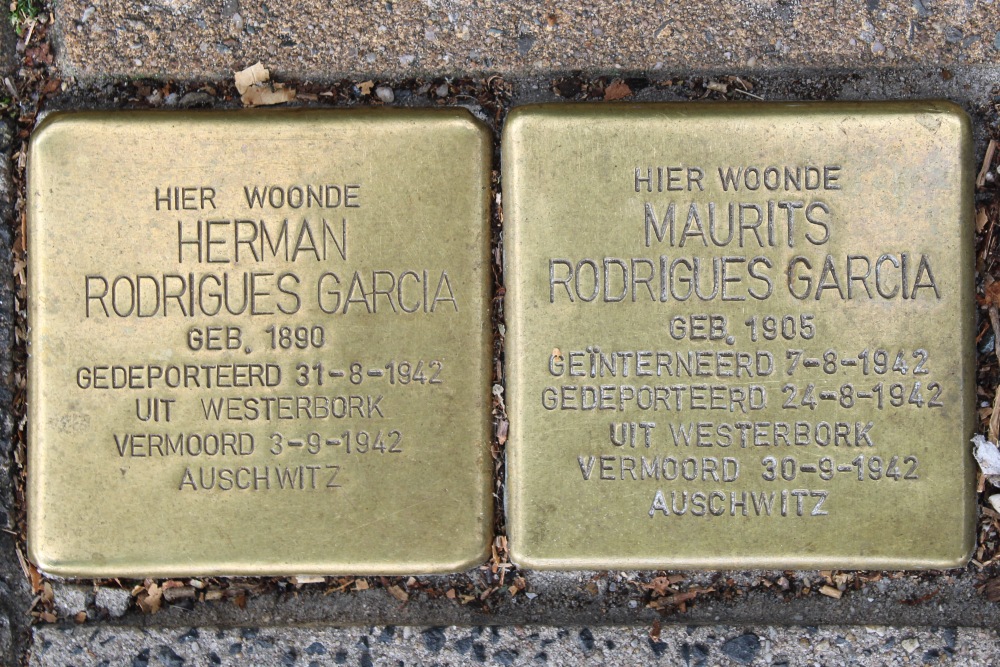 HIER WOONDE
HERMAN
RODRIGUES GARCIA
GEB. 1890
GEDEPORTEERD 31-8-1942
UIT WESTERBORK
VERMOORD 3-9-1942
AUSCHWITZ
HIER WOONDE
MAURITS
RODRIGUES GARCIA
GEB. 1905
GEÏNTERNEERD 7-8-1942
GEDEPORTEERD 24-8-1942
UIT WESTERBORK
VERMOORD 30-9-1942
AUSCHWITZ